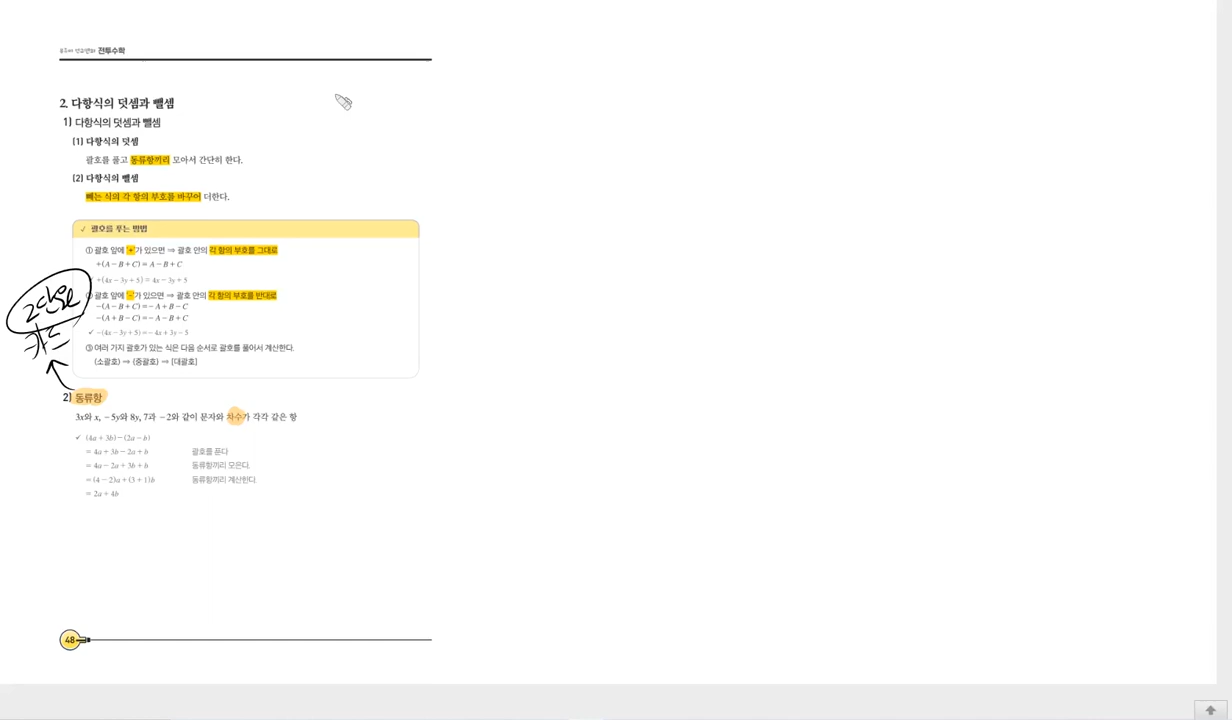 전투수학
2. 다항식의 덧셈과 뺄셈
1) 다항식의 덧셈과 뺄셈
(1) 다항식의 덧셈
괄호를 풀고 동류항끼리 모아서 간단히 한다.
(2) 다항식의 뺄셈
빼는 식의 각 항의 부호를 바꾸어 더한다.
✓ 괄호를 푸는 방법
① 괄호 앞에 '+'가 있으면 ⇒ 괄호 안의 각 항의 부호를 그대로
+(A−B+C)=A−B+C
✓ +(4x−3y+5)=4x−3y+5
괄호 앞에 '-'가 있으면 ⇒ 괄호 안의 각 항의 부호를 반대로
−(A−B+C)=−A+B−C
−(A+B−C)=−A−B+C
✓ −(4x−3y+5)=−4x+3y−5
③ 여러 가지 괄호가 있는 식은 다음 순서로 괄호를 풀어서 계산한다.
(소괄호) ⇒ {중괄호} ⇒ [대괄호]
2단원
카드
2) 동류항
3x와 x, −5y와 8y, 7과 −2와 같이 문자와 차수가 각각 같은 항
✓ (4a+3b)−(2a−b)
=4a+3b−2a+b 괄호를 푼다
=4a−2a+3b+b 동류항끼리 모은다.
=(4−2)a+(3+1)b 동류항끼리 계산한다.
=2a+4b
48